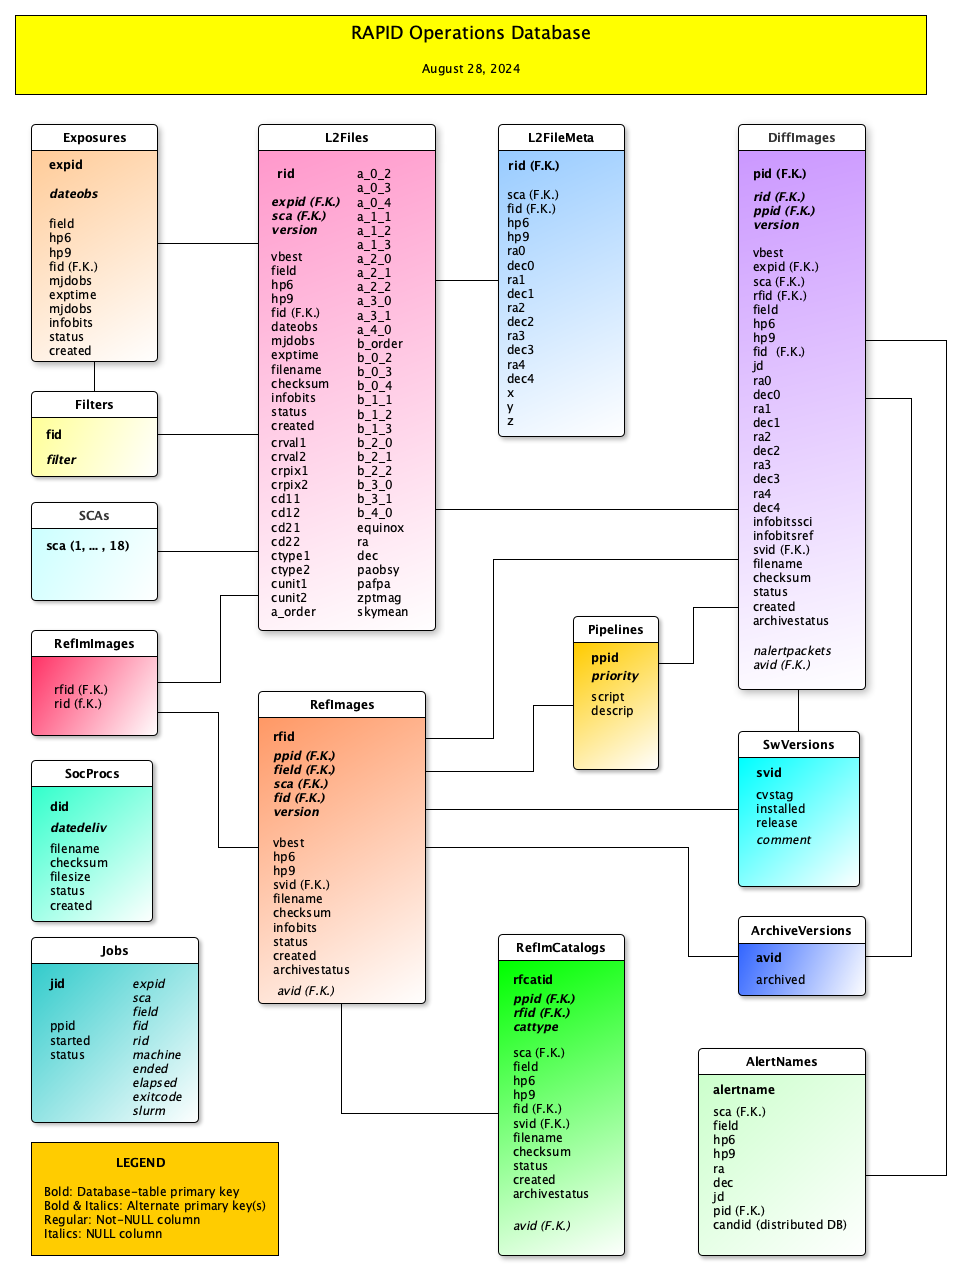 RAPID Operations Database
August 28, 2024
Exposures
expid
dateobs
field
hp6
hp9
fid (F.K.)
mjdobs
exptime
mjdobs
infobits
status
created
Filters
fid
filter
SCAs
sca (1, ... , 18)
RefImImages
rfid (F.K.)
rid (f.K.)
SocProcs
did
datedeliv
filename
checksum
filesize
status
created
Jobs
jid
ppid
started
status
expid
sca
field
fid
rid
machine
ended
elapsed
exitcode
slurm
LEGEND
Bold: Database-table primary key
Bold & Italics: Alternate primary key(s)
Regular: Not-NULL column
Italics: NULL column
L2Files
rid
expid (F.K.)
sca (F.K.)
version
vbest
field
hp6
hp9
fid (F.K.)
dateobs
mjdobs
exptime
filename
checksum
infobits
status
created
crval1
crval2
crpix1
crpix2
cd11
cd12
cd21
cd22
ctype1
ctype2
cunit1
cunit2
a_order
a_0_2
a_0_3
a_0_4
a_1_1
a_1_2
a_1_3
a_2_0
a_2_1
a_2_2
a_3_0
a_3_1
a_4_0
b_order
b_0_2
b_0_3
b_0_4
b_1_1
b_1_2
b_1_3
b_2_0
b_2_1
b_2_2
b_3_0
b_3_1
b_4_0
equinox
ra
dec
paobsy
pafpa
zptmag
skymean
RefImages
rfid
ppid (F.K.)
field (F.K.)
sca (F.K.)
fid (F.K.)
version
vbest
hp6
hp9
svid (F.K.)
filename
checksum
infobits
status
created
archivestatus
avid (F.K.)
L2FileMeta
rid (F.K.)
sca (F.K.)
fid (F.K.)
hp6
hp9
ra0
dec0
ra1
dec1
ra2
dec2
ra3
dec3
ra4
dec4
x
y
z
Pipelines
ppid
priority
script
descrip
RefImCatalogs
rfcatid
ppid (F.K.)
rfid (F.K.)
cattype
sca (F.K.)
field
hp6
hp9
fid (F.K.)
svid (F.K.)
filename
checksum
status
created
archivestatus
avid (F.K.)
DiffImages
pid (F.K.)
rid (F.K.)
ppid (F.K.)
version
vbest
expid (F.K.)
sca (F.K.)
rfid (F.K.)
field
hp6
hp9
fid (F.K.)
jd
ra0
dec0
ra1
dec1
ra2
dec2
ra3
dec3
ra4
dec4
infobitssci
infobitsref
svid (F.K.)
filename
checksum
status
created
archivestatus
nalertpackets
avid (F.K.)
SwVersions
svid
cvstag
installed
release
comment
ArchiveVersions
avid
archived
AlertNames
alertname
sca (F.K.)
field
hp6
hp9
ra
dec
jd
pid (F.K.)
candid (distributed DB)